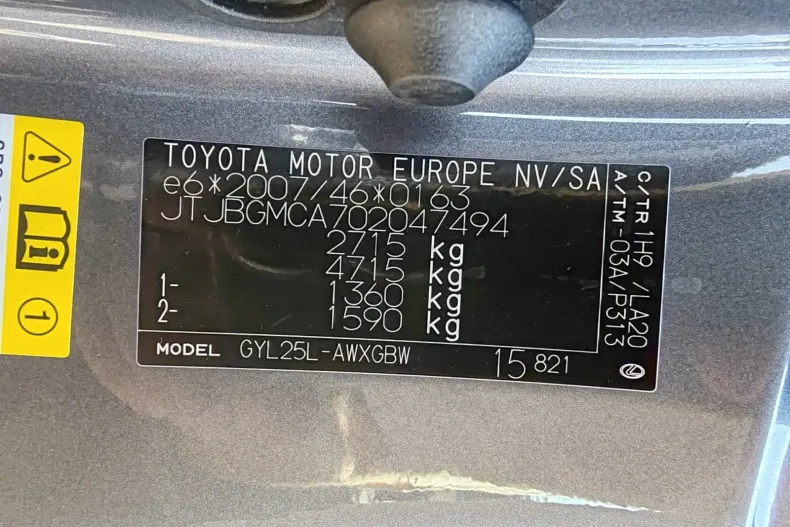 TOYOTA MOTOR EUROPE NV/SA
e6*2007/46*0163
JTJBGMCA702047494
2715 kg
4715 kg
1- 1360 kg
2- 1590 kg
MODEL GYL25L-AWXGBW 15 821
C/TR 1H9 /LA20
A/TM -03A/P313
1